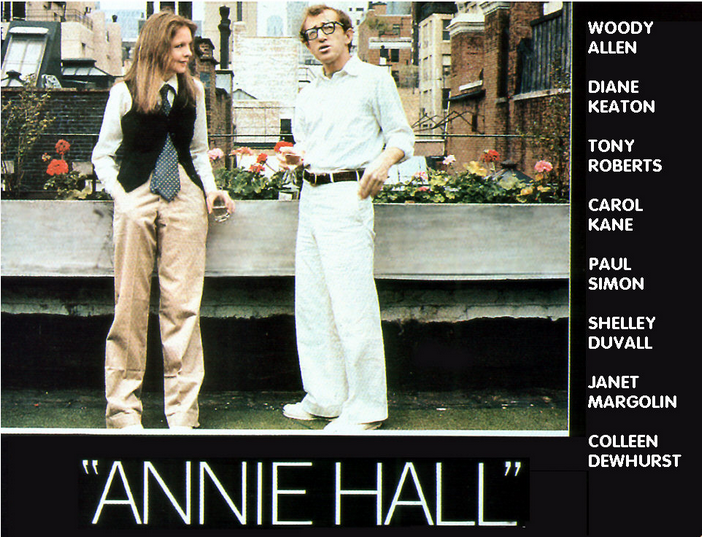 WOODY
ALLEN
DIANE
KEATON
TONY
ROBERTS
CAROL
KANE
PAUL
SIMON
SHELLEY
DUVALL
JANET
MARGOLIN
COLLEEN
DEWHURST
"ANNIE HALL"